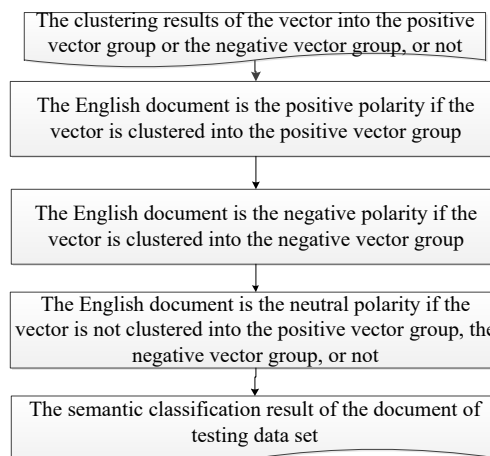 The clustering results of the vector into the positive
vector group or the negative vector group, or not
The English document is the positive polarity if the
vector is clustered into the positive vector group
The English document is the negative polarity if the
vector is clustered into the negative vector group
The English document is the neutral polarity if the
vector is not clustered into the positive vector group, the
negative vector group, or not
The semantic classification result of the document of
testing data set